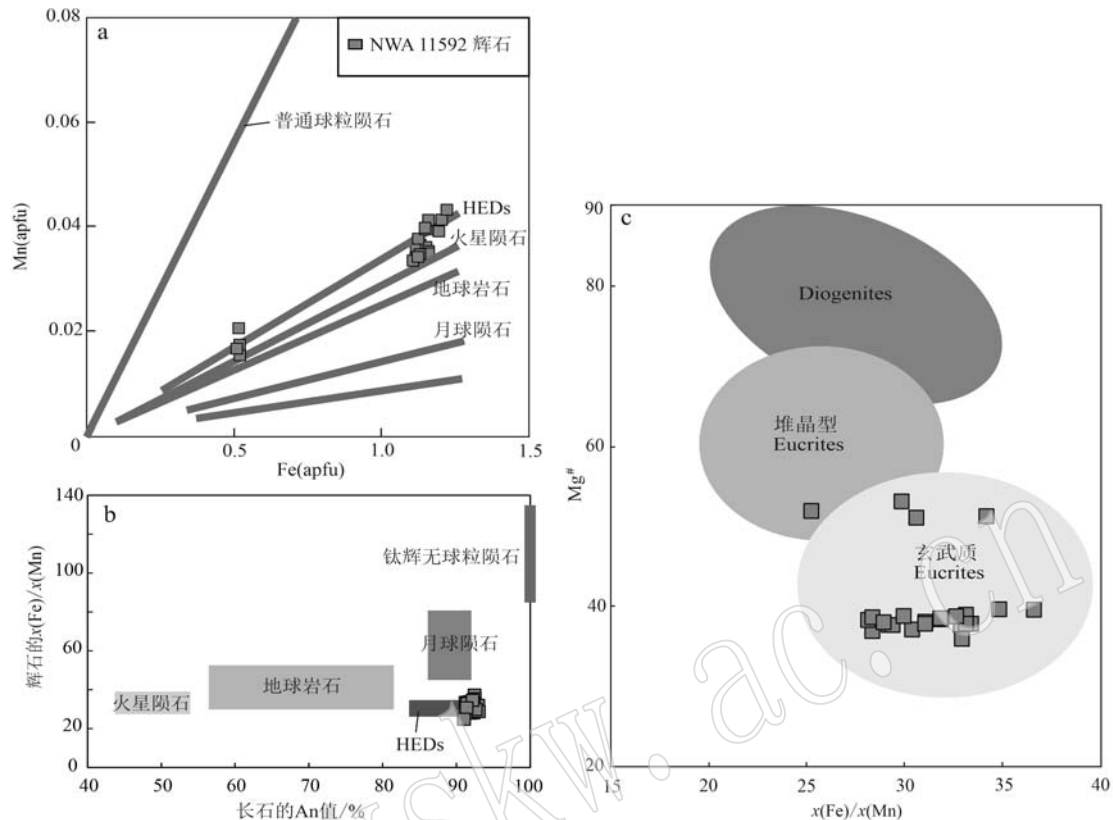 a
0.08
0.06
0.04
0.02
0
0.5
1.0
1.5
Mn(apfu)
Fe(apfu)
NWA 11592 辉石
普通球粒陨石
HEDs
火星陨石
地球岩石
月球陨石
b
140
120
100
80
60
40
20
0
40
50
60
70
80
90
100
辉石的x(Fe)/x(Mn)
长石的An值/%
钛辉无球粒陨石
月球陨石
地球岩石
火星陨石
HEDs
c
90
80
60
40
20
15
20
25
30
35
40
Mg#
x(Fe)/x(Mn)
Diogenites
堆晶型
Eucrites
玄武质
Eucrites